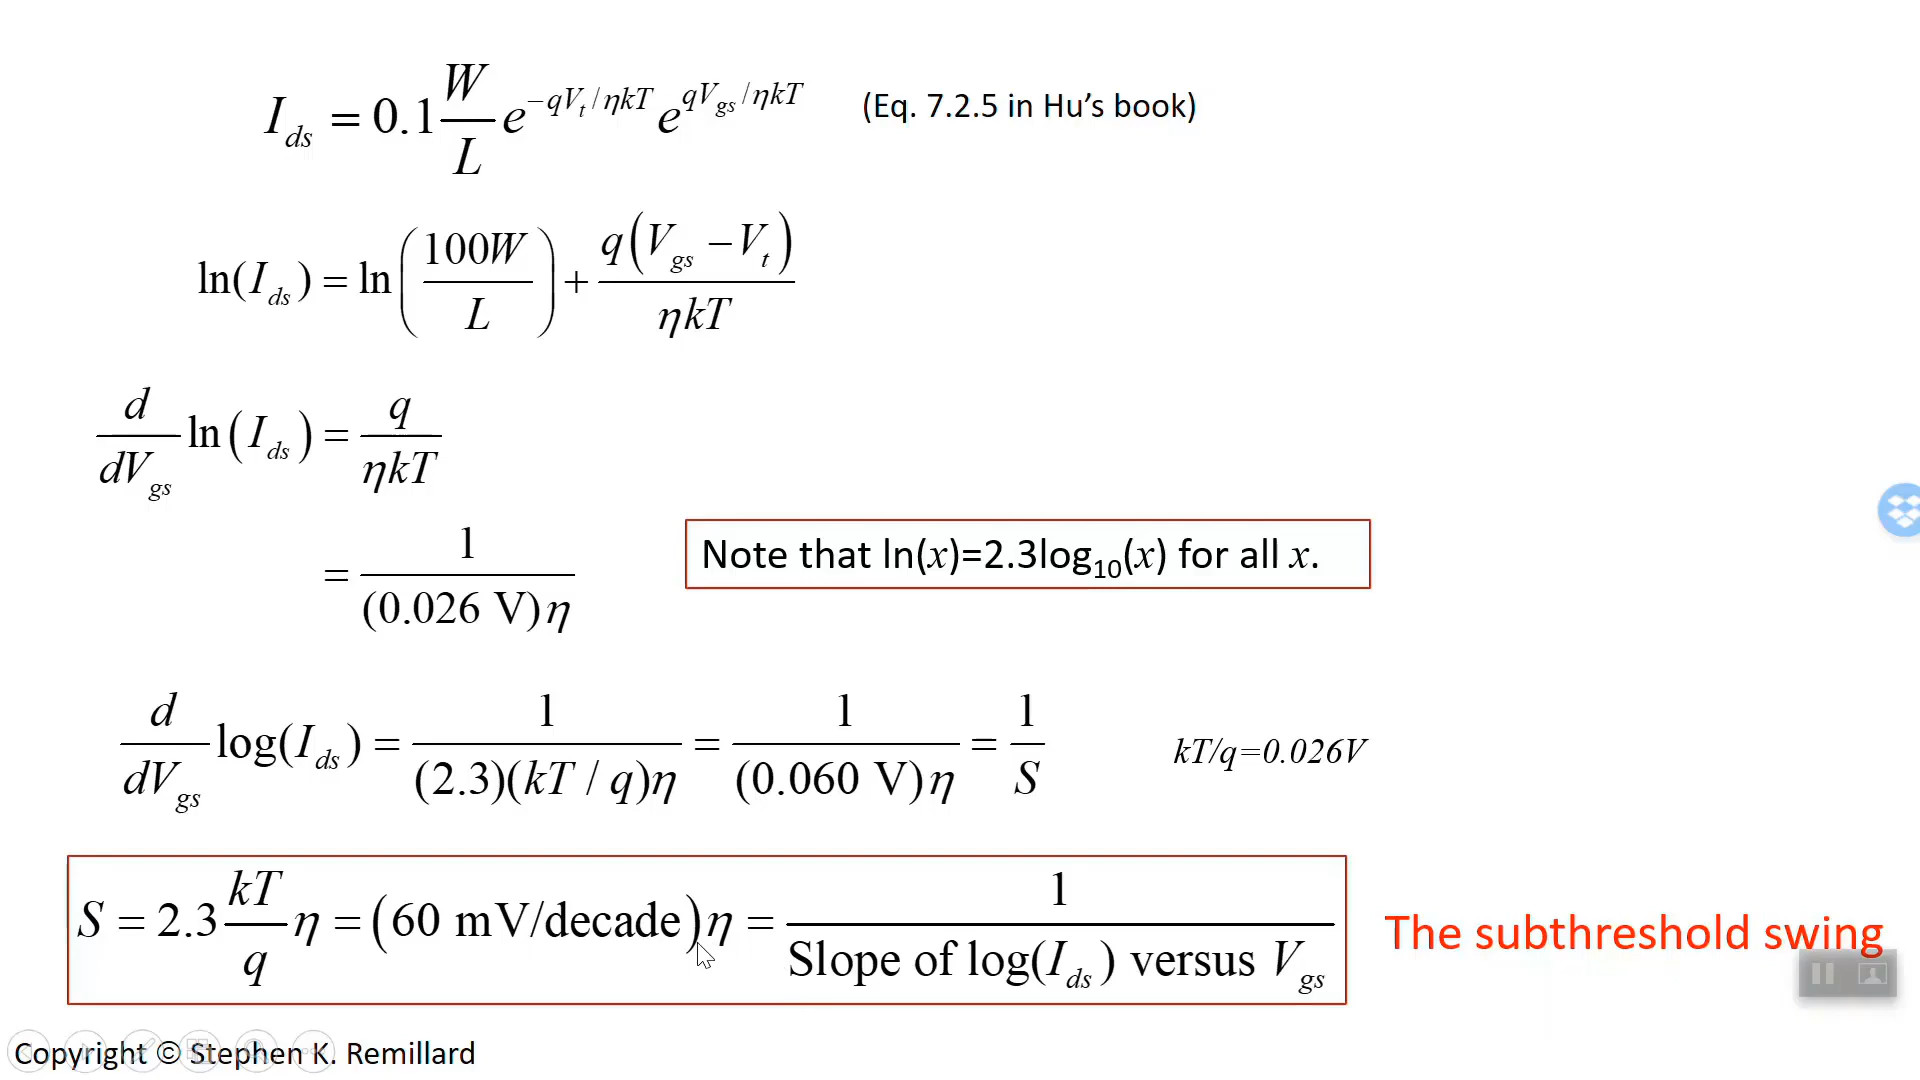 I_ds = 0.1 W/L e^(−qV_t/ηkT) e^(qV_gs/ηkT) (Eq. 7.2.5 in Hu’s book)
ln(I_ds) = ln(100W/L) + q(V_gs − V_t)/ηkT
d/dV_gs ln(I_ds) = q/ηkT
= 1/(0.026 V)η
Note that ln(x)=2.3log₁₀(x) for all x.
d/dV_gs log(I_ds) = 1/(2.3)(kT / q)η = 1/(0.060 V)η = 1/S
kT/q=0.026V
S = 2.3 kT/q η = (60 mV/decade)η = 1/Slope of log(I_ds) versus V_gs
The subthreshold swing
Copyright © Stephen K. Remillard